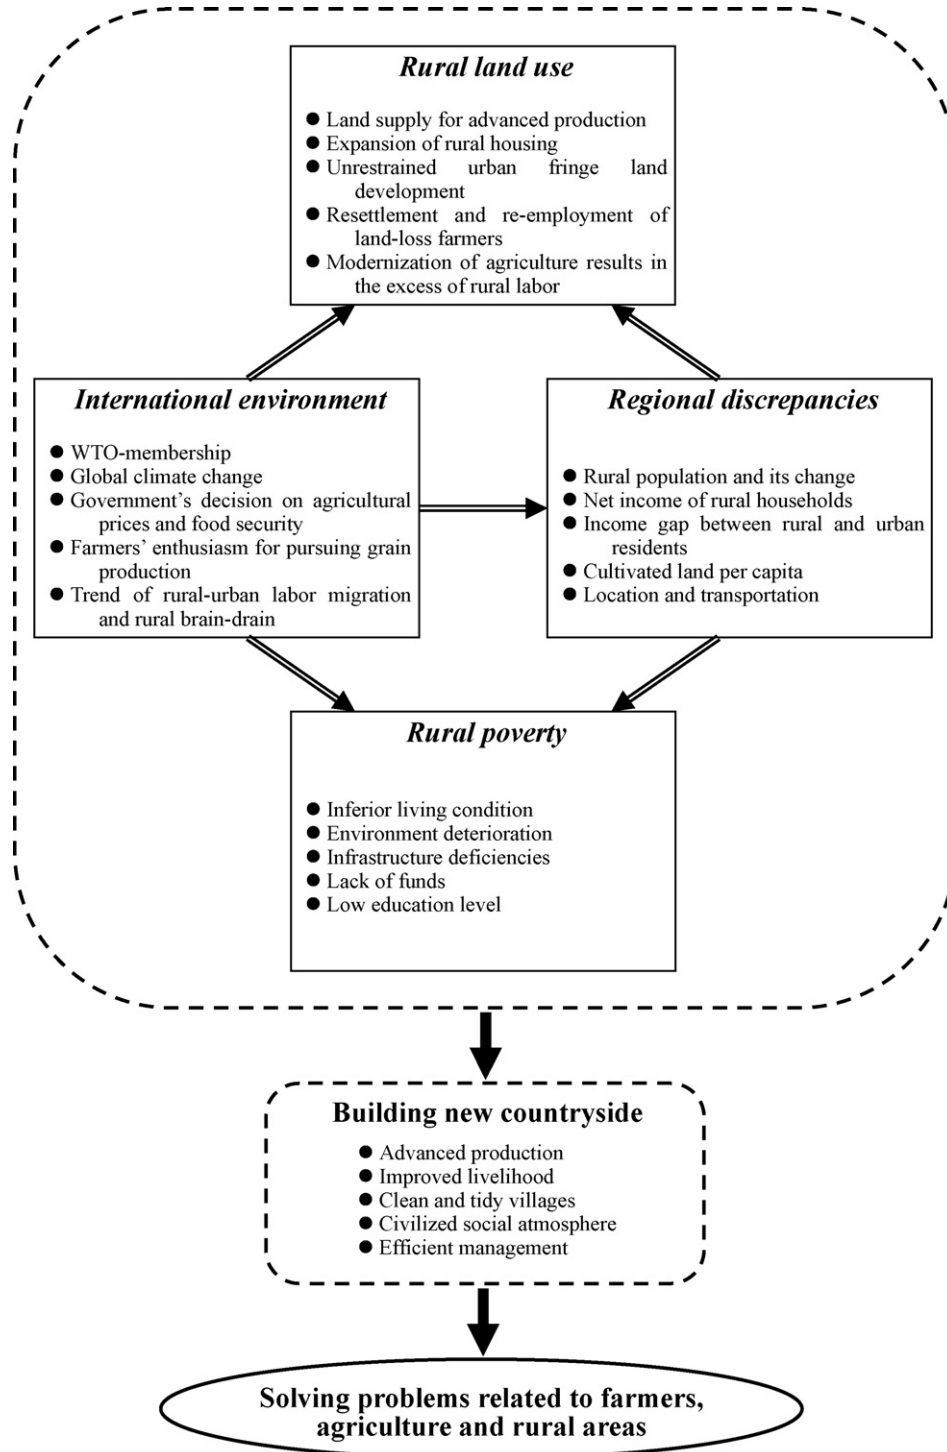 Rural land use
● Land supply for advanced production
● Expansion of rural housing
● Unrestrained urban fringe land
development
● Resettlement and re-employment of
land-loss farmers
● Modernization of agriculture results in
the excess of rural labor
International environment
● WTO-membership
● Global climate change
● Government’s decision on agricultural
prices and food security
● Farmers’ enthusiasm for pursuing grain
production
● Trend of rural-urban labor migration
and rural brain-drain
Regional discrepancies
● Rural population and its change
● Net income of rural households
● Income gap between rural and urban
residents
● Cultivated land per capita
● Location and transportation
Rural poverty
● Inferior living condition
● Environment deterioration
● Infrastructure deficiencies
● Lack of funds
● Low education level
Building new countryside
● Advanced production
● Improved livelihood
● Clean and tidy villages
● Civilized social atmosphere
● Efficient management
Solving problems related to farmers,
agriculture and rural areas